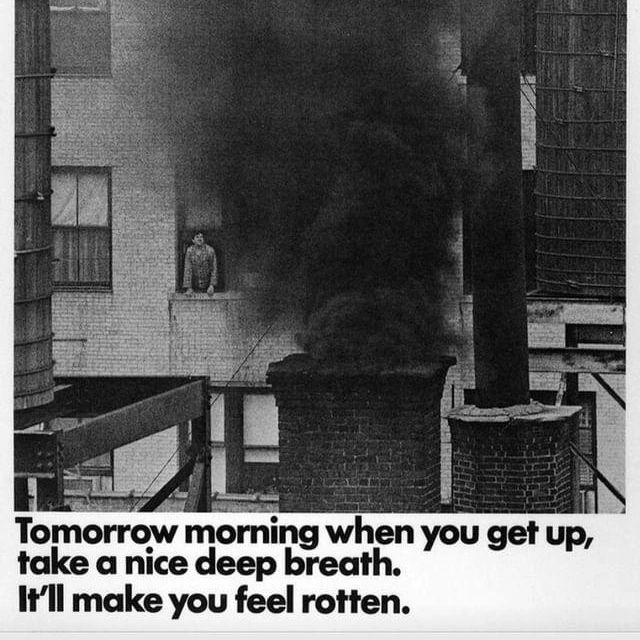 Tomorrow morning when you get up,
take a nice deep breath.
It'll make you feel rotten.